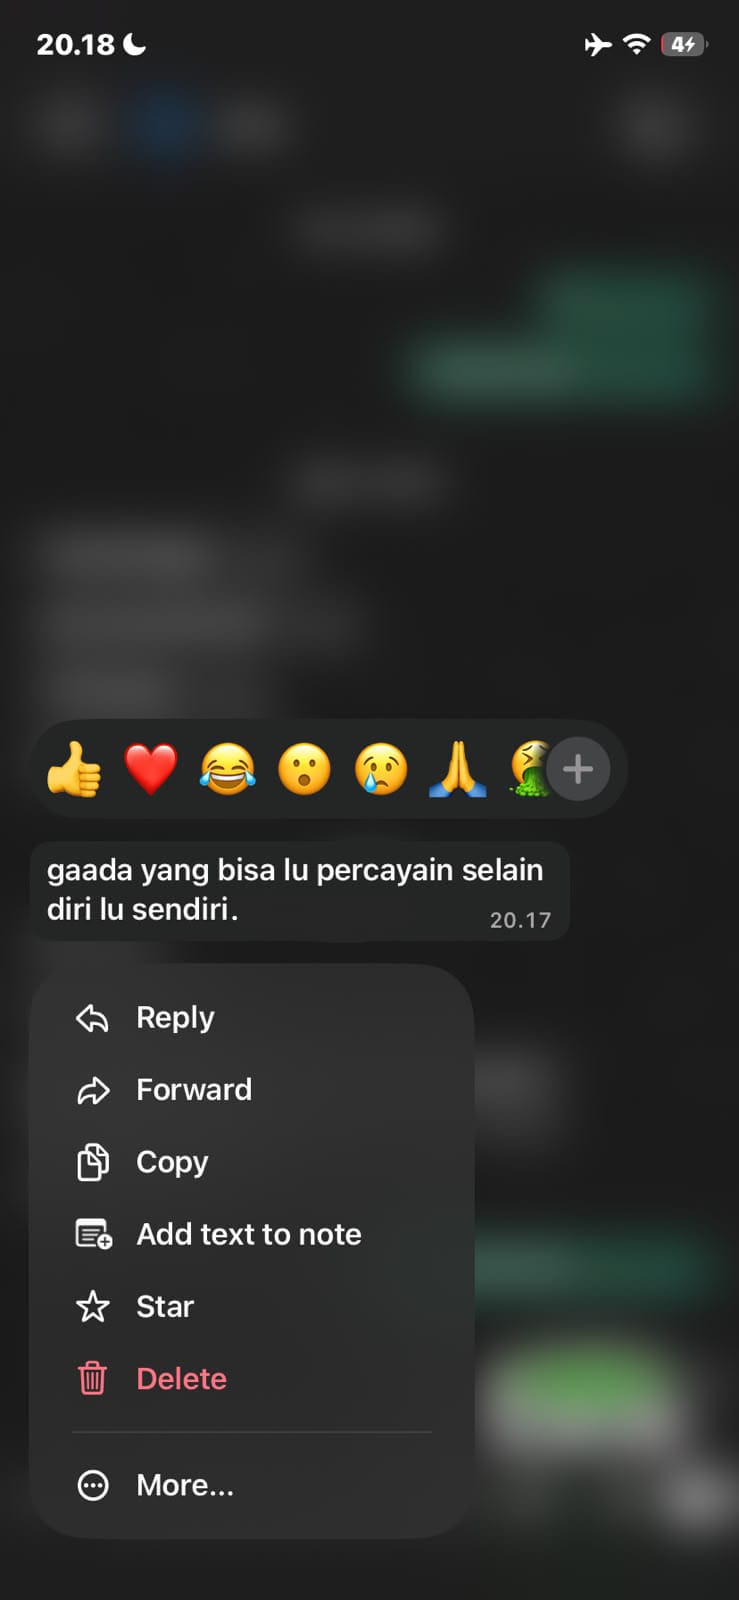 20.18
4
gaada yang bisa lu percayain selain
diri lu sendiri.
20.17
Reply
Forward
Copy
Add text to note
Star
Delete
More...